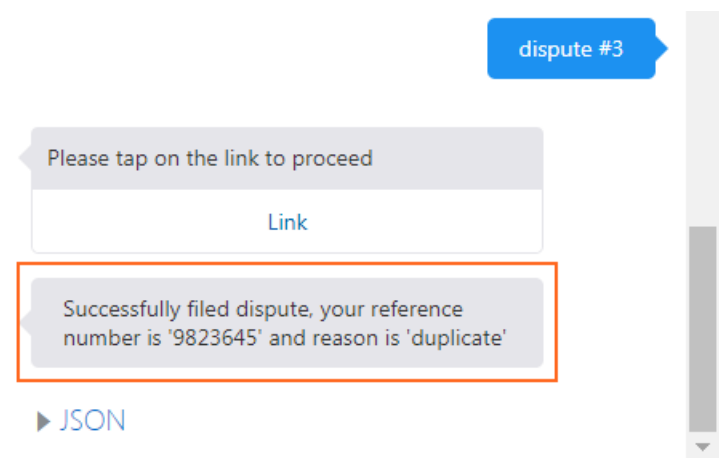 dispute #3
Please tap on the link to proceed
Link
Successfully filed dispute, your reference
number is '9823645' and reason is 'duplicate'
JSON